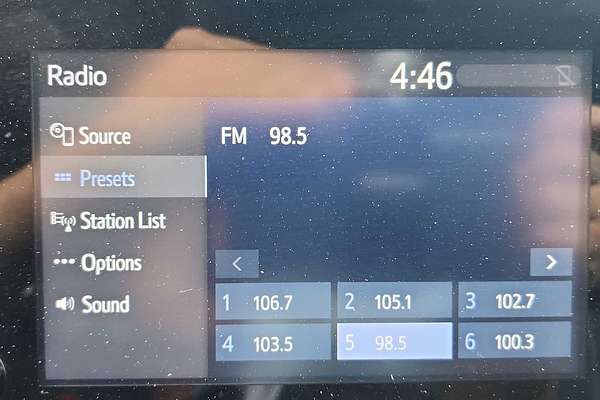 Radio 4:46
Source
FM 98.5
Presets
Station List
Options
Sound
1 106.7 2 105.1 3 102.7
4 103.5 5 98.5 6 100.3